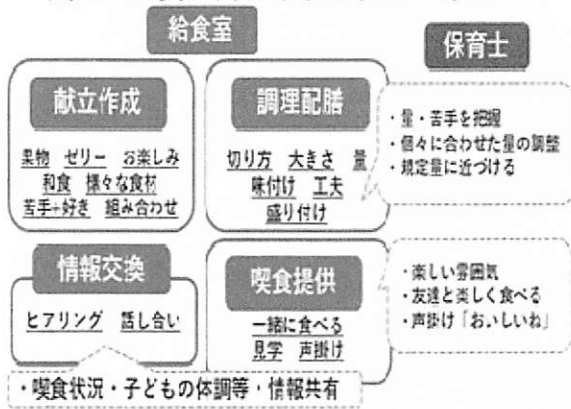 給食室
保育士
献立作成
果物 ゼリー お楽しみ
和食 様々な食材
苦手+好き 組み合わせ
調理配膳
切り方 大きさ 量
味付け 工夫
盛り付け
・量・苦手を把握
・個々に合わせた量の調整
・規定量に近づける
情報交換
ヒアリング 話し合い
喫食提供
一緒に食べる
見学 声掛け
・楽しい雰囲気
・友達と楽しく食べる
・声掛け「おいしいね」
・喫食状況・子どもの体調等・情報共有